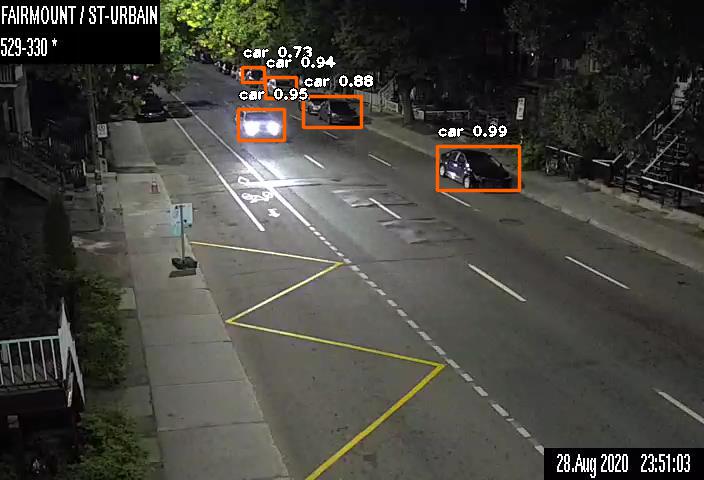 FAIRMOUNT / ST-URBAIN
529-330 *
car 0.73
car 0.94
car 0.88
car 0.95
car 0.99
28.Aug 2020 23:51:03